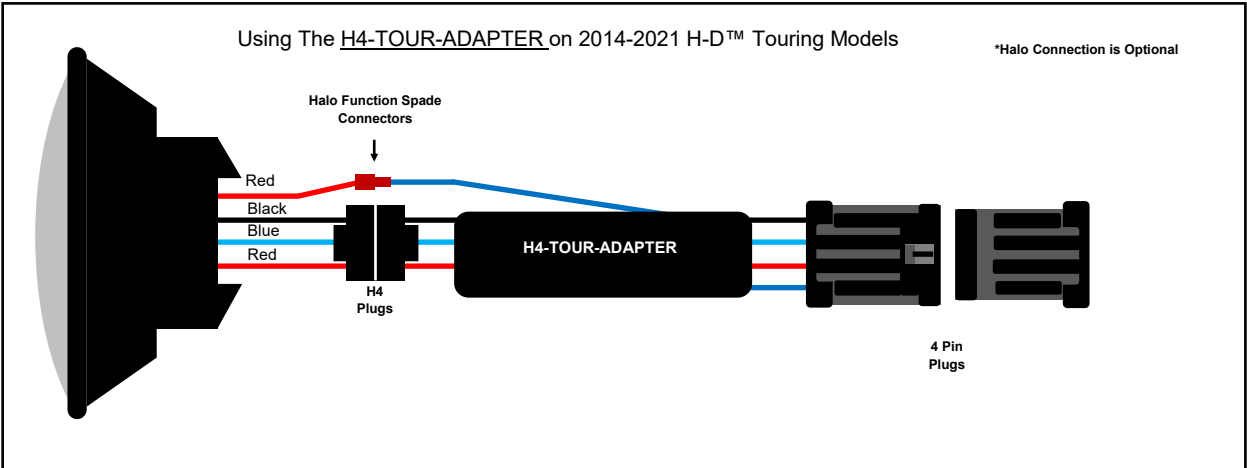 Using The H4-TOUR-ADAPTER on 2014-2021 H-D™ Touring Models
*Halo Connection is Optional
Halo Function Spade
Connectors
Red
Black
Blue
Red
H4-TOUR-ADAPTER
H4
Plugs
4 Pin
Plugs